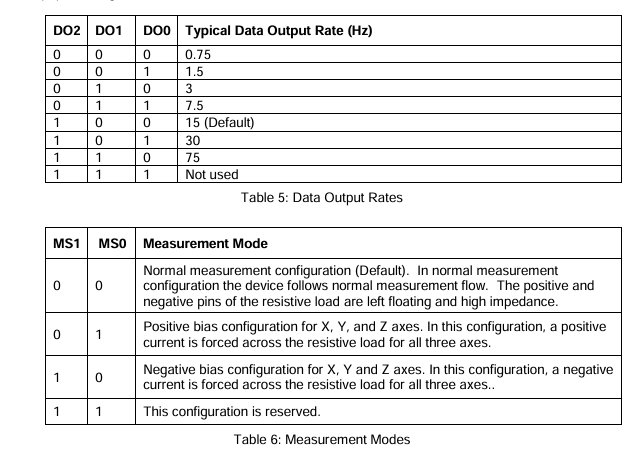 DO2 DO1 DO0 Typical Data Output Rate (Hz)
0 0 0 0.75
0 0 1 1.5
0 1 0 3
0 1 1 7.5
1 0 0 15 (Default)
1 0 1 30
1 1 0 75
1 1 1 Not used
Table 5: Data Output Rates
MS1 MS0 Measurement Mode
Normal measurement configuration (Default). In normal measurement
0 0 configuration the device follows normal measurement flow. The positive and
negative pins of the resistive load are left floating and high impedance.
0 1 Positive bias configuration for X, Y, and Z axes. In this configuration, a positive
current is forced across the resistive load for all three axes.
1 0 Negative bias configuration for X, Y and Z axes. In this configuration, a negative
current is forced across the resistive load for all three axes..
1 1 This configuration is reserved.
Table 6: Measurement Modes